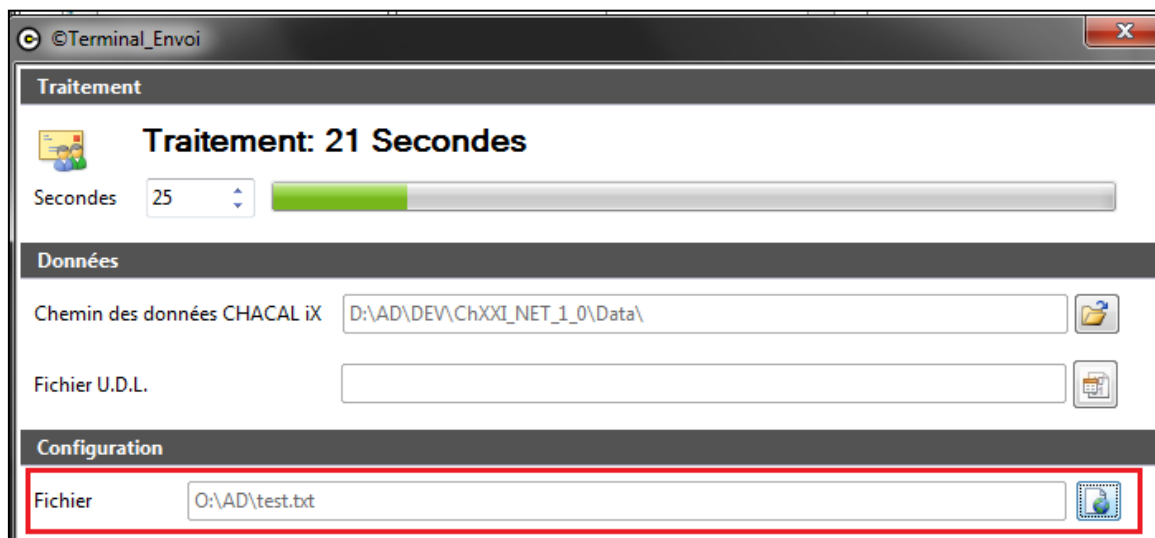 ©Terminal_Envoi
Traitement
Traitement: 21 Secondes
Secondes 25
Données
Chemin des données CHACAL iX D:\AD\DEV\ChXXI_NET_1_0\Data\
Fichier U.D.L.
Configuration
Fichier O:\AD\test.txt